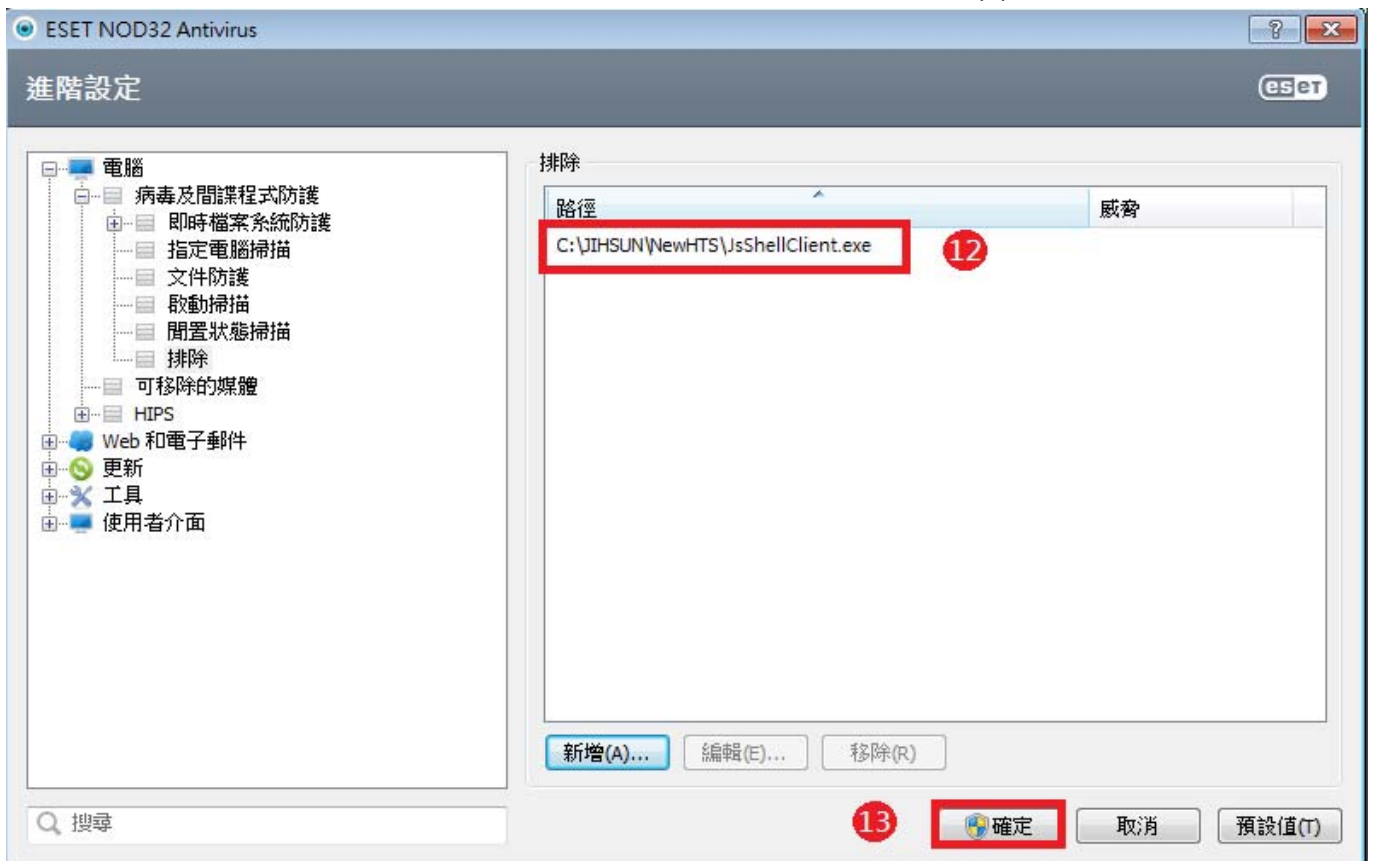 ESET NOD32 Antivirus
進階設定
eset
電腦
病毒及間諜程式防護
即時檔案系統防護
指定電腦掃描
文件防護
啟動掃描
閒置狀態掃描
排除
可移除的媒體
HIPS
Web 和電子郵件
更新
工具
使用者介面
搜尋
排除
路徑 威脅
C:\JIHSUN\NewHTS\JsShellClient.exe 12
新增(A)... 編輯(E)... 移除(R)
13 確定 取消 預設值(T)